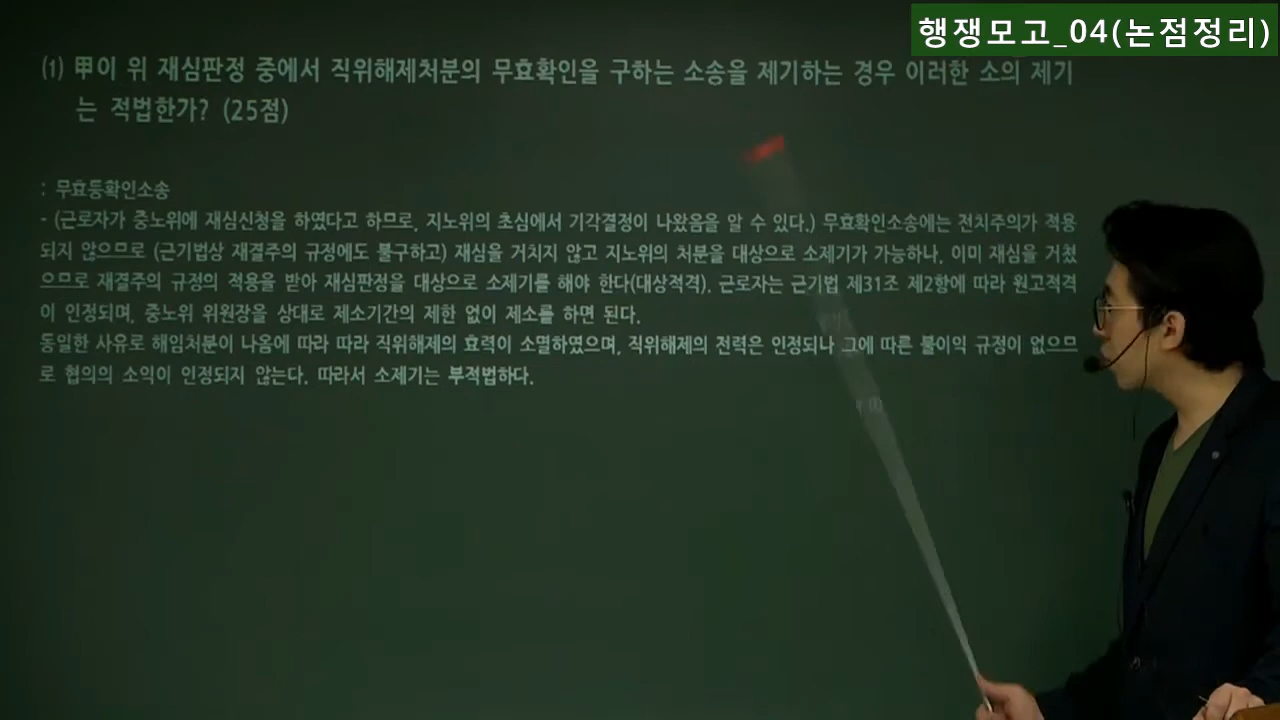 행쟁모고_04(논점정리)
(1) 甲이 위 재심판정 중에서 직위해제처분의 무효확인을 구하는 소송을 제기하는 경우 이러한 소의 제기
는 적법한가? (25점)
: 무효등확인소송
- (근로자가 중노위에 재심신청을 하였다고 하므로, 지노위의 초심에서 기각결정이 나왔음을 알 수 있다.) 무효확인소송에는 전치주의가 적용
되지 않으므로 (근기법상 재결주의 규정에도 불구하고) 재심을 거치지 않고 지노위의 처분을 대상으로 소제기가 가능하나, 이미 재심을 거쳤
으므로 재결주의 규정의 적용을 받아 재심판정을 대상으로 소제기를 해야 한다(대상적격). 근로자는 근기법 제31조 제2항에 따라 원고적격
이 인정되며, 중노위 위원장을 상대로 제소기간의 제한 없이 제소를 하면 된다.
동일한 사유로 해임처분이 나옴에 따라 따라 직위해제의 효력이 소멸하였으며, 직위해제의 전력은 인정되나 그에 따른 불이익 규정이 없으므
로 협의의 소익이 인정되지 않는다. 따라서 소제기는 부적법하다.